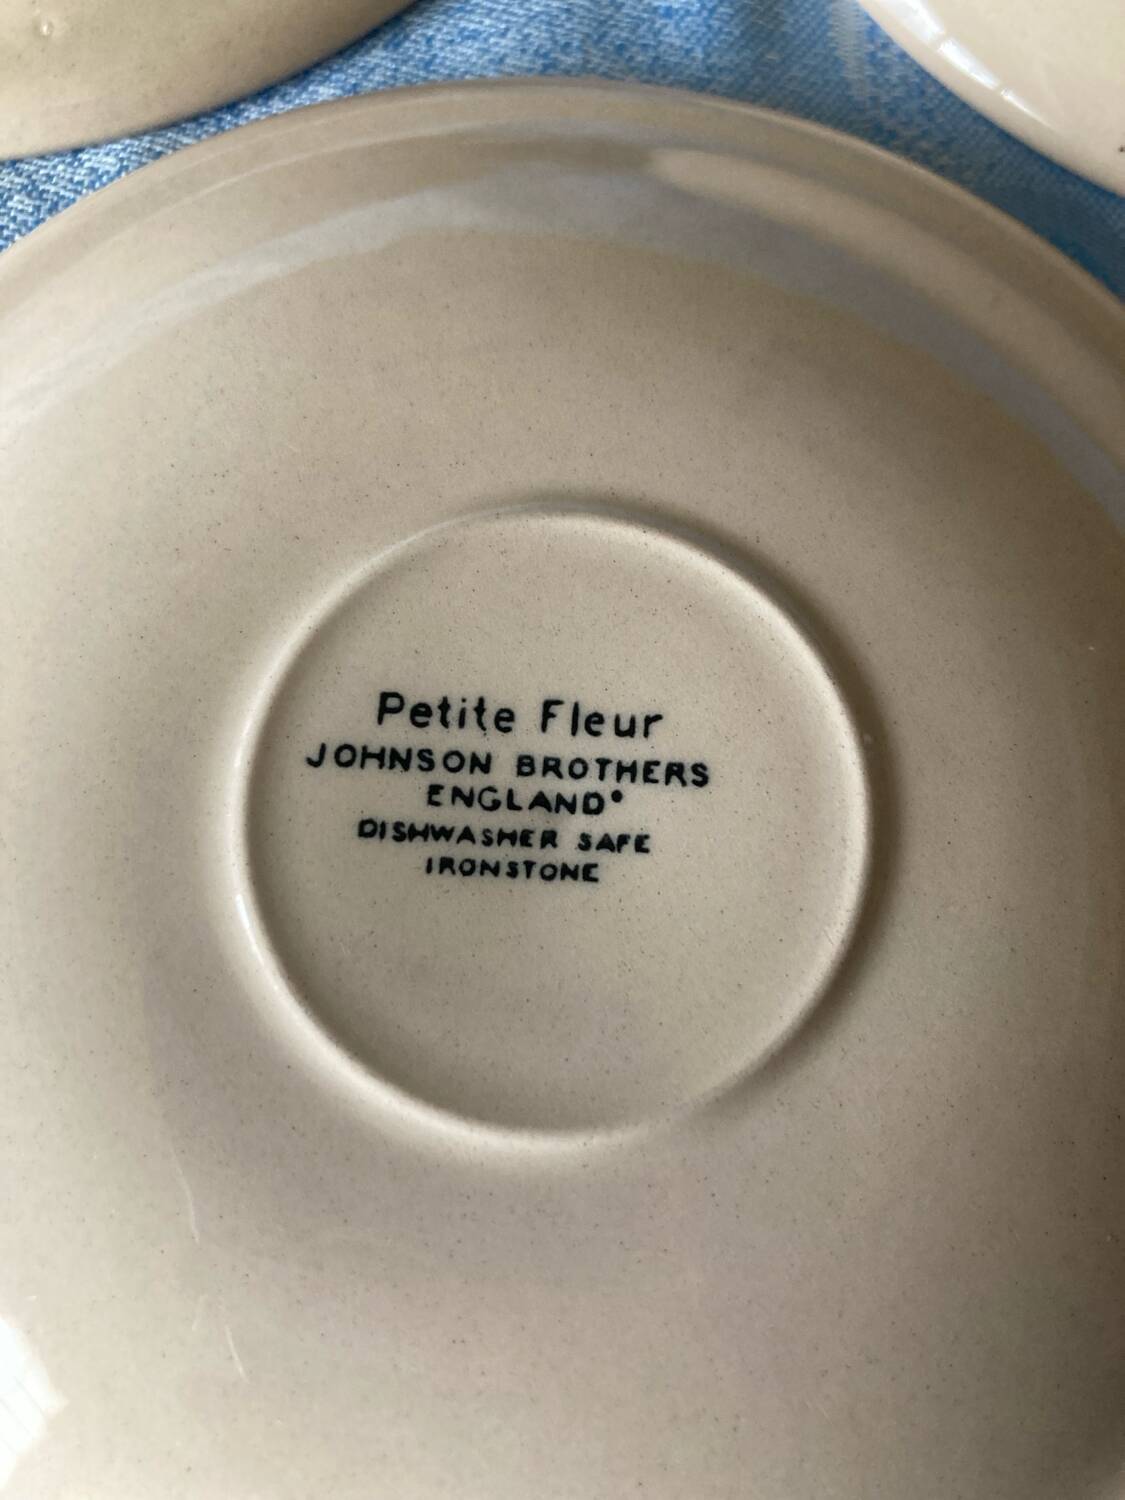 Petite Fleur
JOHNSON BROTHERS
ENGLAND
DISHWASHER SAFE
IRONSTONE